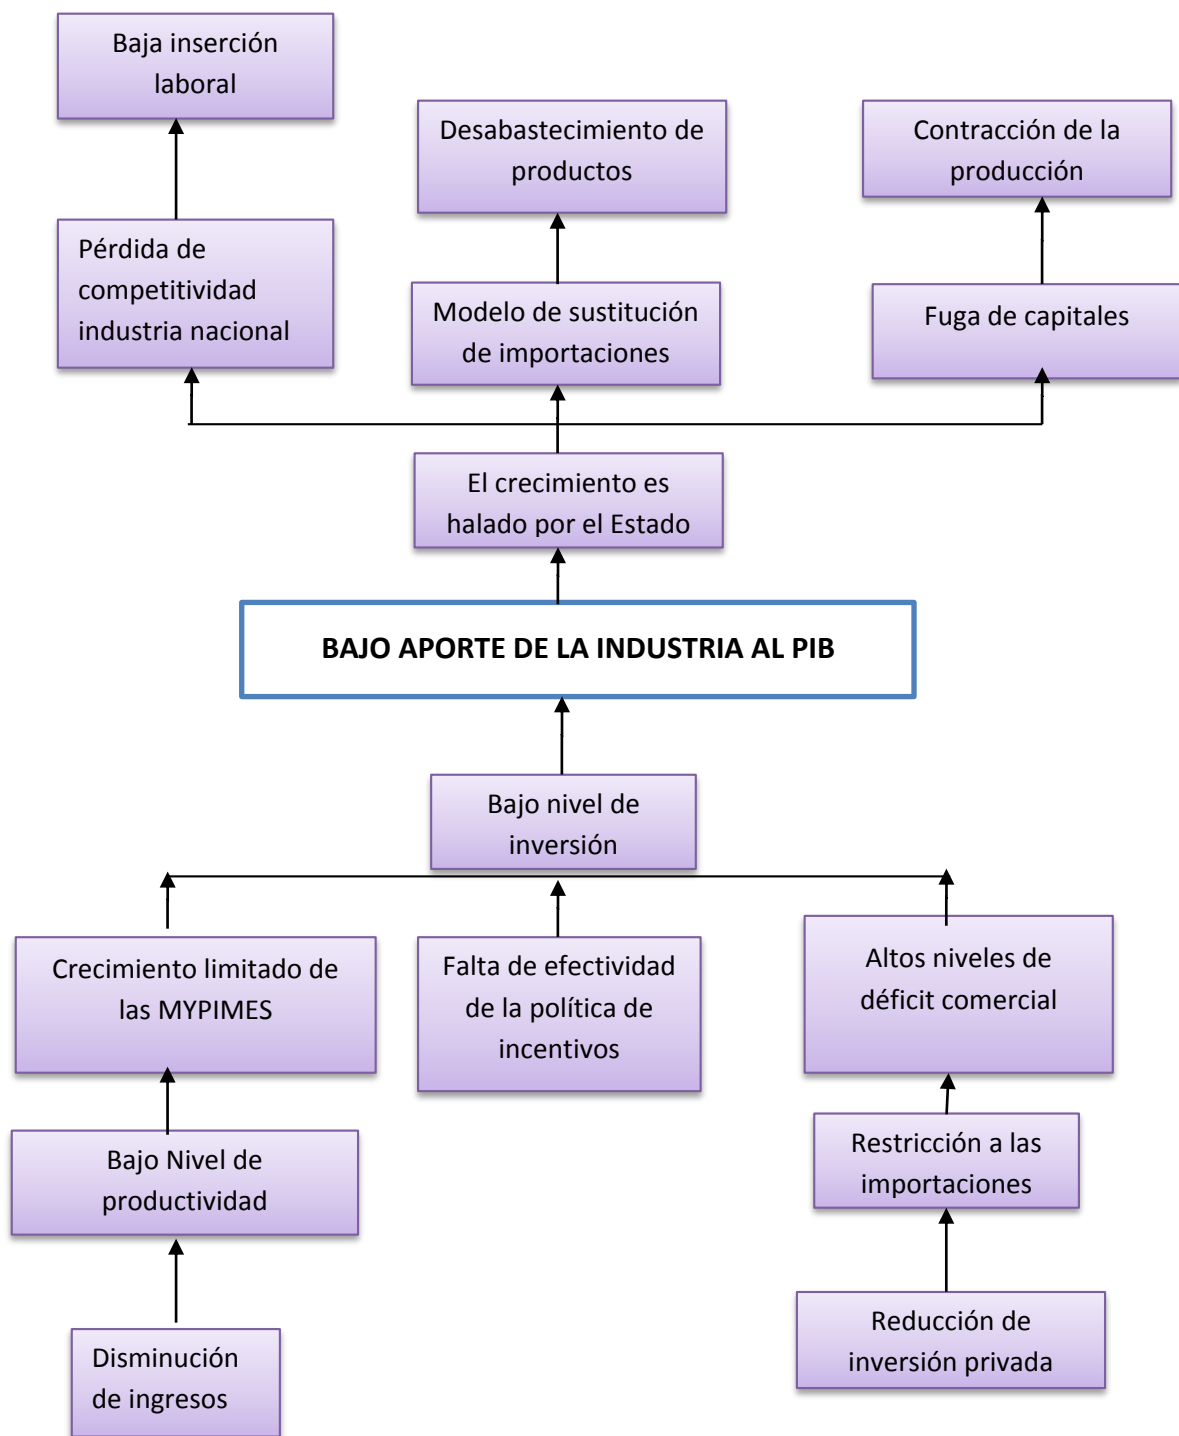 Baja inserción
laboral
Desabastecimiento de
productos
Contracción de la
producción
Pérdida de
competitividad
industria nacional
Modelo de sustitución
de importaciones
Fuga de capitales
El crecimiento es
halado por el Estado
BAJO APORTE DE LA INDUSTRIA AL PIB
Bajo nivel de
inversión
Crecimiento limitado de
las MYPIMES
Falta de efectividad
de la política de
incentivos
Altos niveles de
déficit comercial
Bajo Nivel de
productividad
Restricción a las
importaciones
Disminución
de ingresos
Reducción de
inversión privada